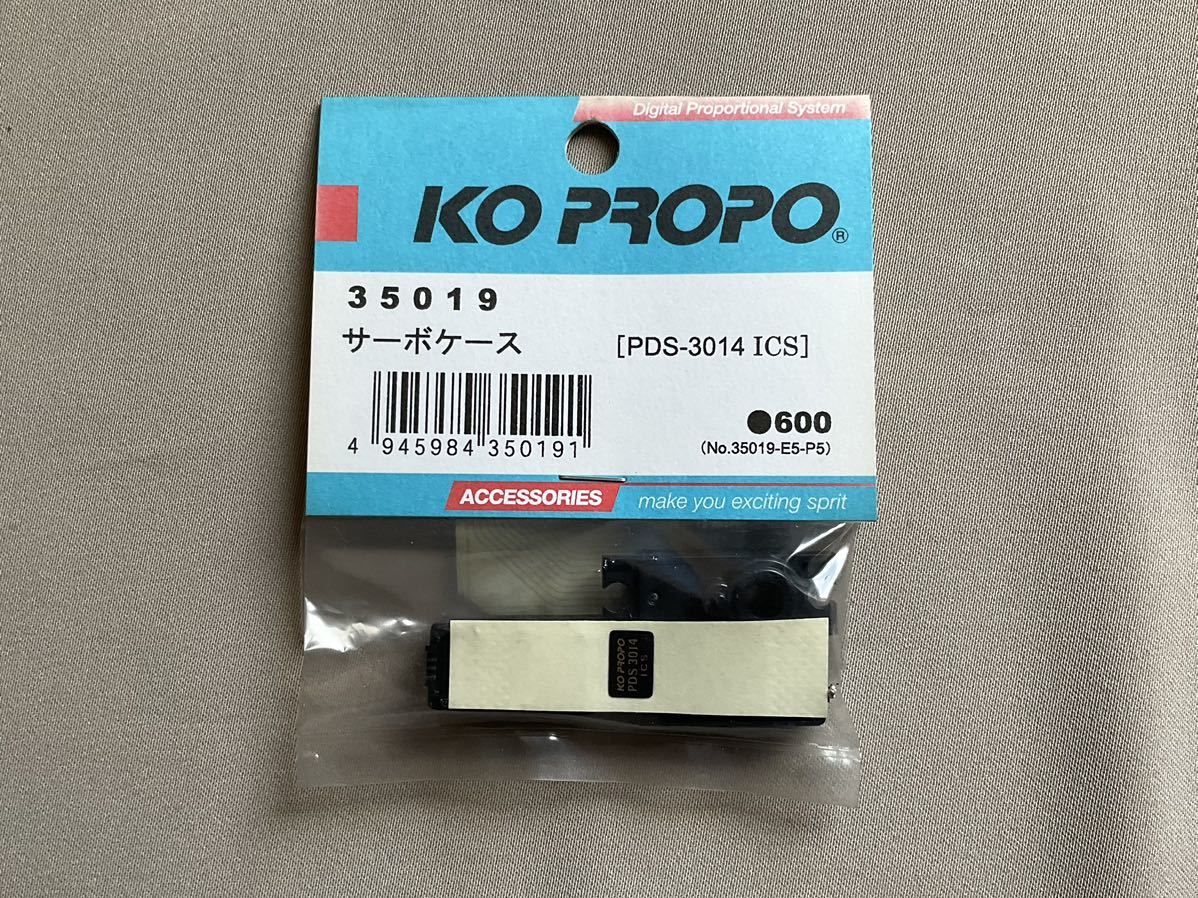 Digital Proportional System
KO PROPO®
35019
サーボケース [PDS-3014 ICS]
4 945984 350191
●600
(No.35019-E5-P5)
ACCESSORIES make you exciting sprit
KO PROPO
PDS 3014
ICS